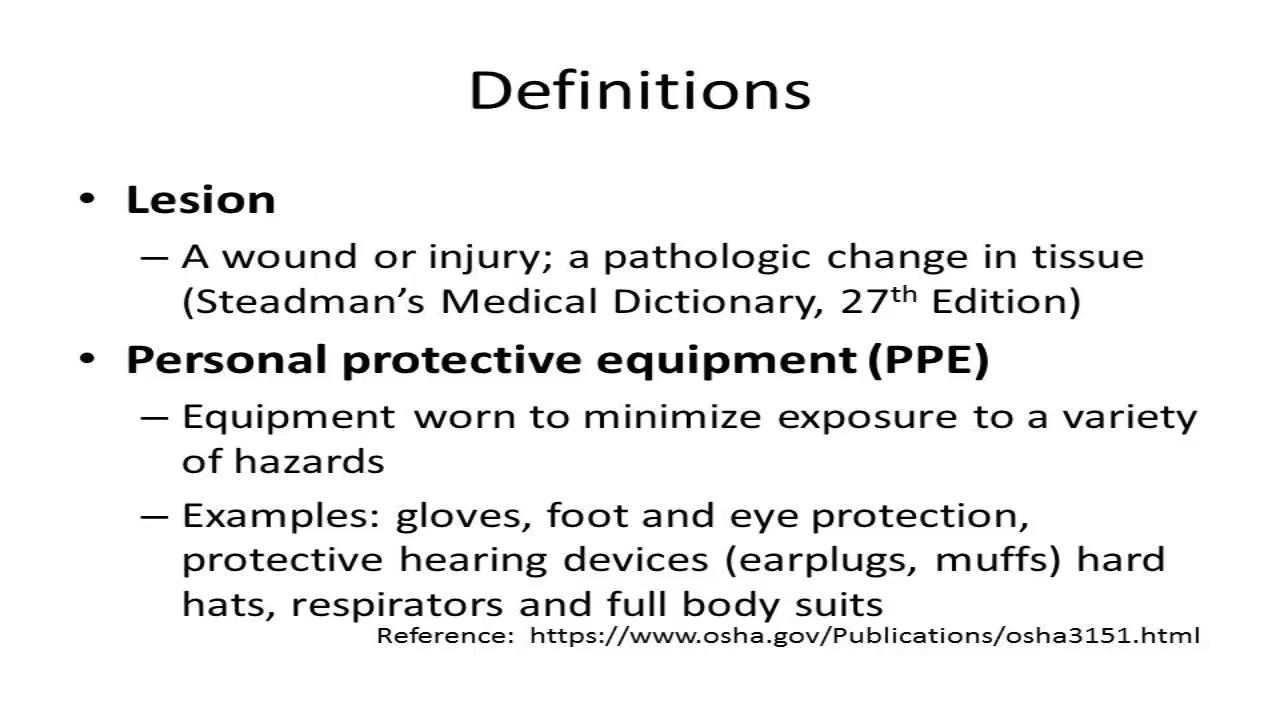 Definitions
• Lesion
– A wound or injury; a pathologic change in tissue
(Steadman’s Medical Dictionary, 27th Edition)
• Personal protective equipment (PPE)
– Equipment worn to minimize exposure to a variety
of hazards
– Examples: gloves, foot and eye protection,
protective hearing devices (earplugs, muffs) hard
hats, respirators and full body suits
Reference: https://www.osha.gov/Publications/osha3151.html